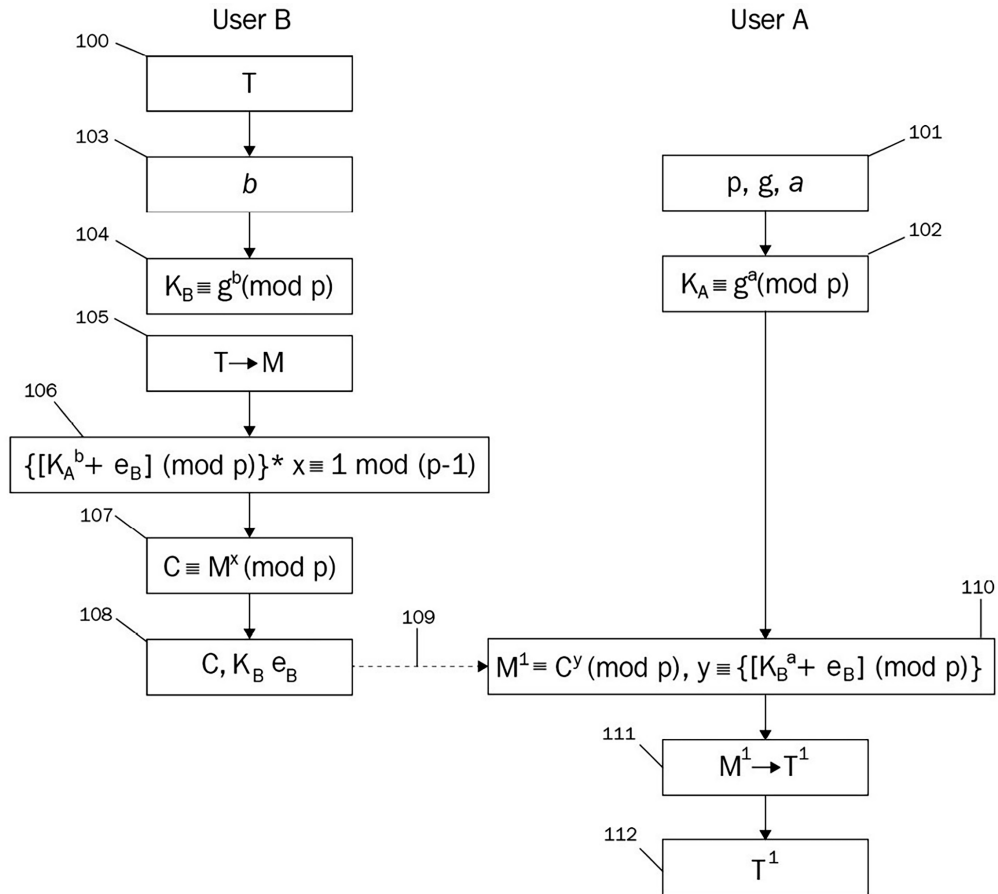 User B
User A
100
T
103
b
101
p, g, a
104
K_B ≡ g^b(mod p)
102
K_A ≡ g^a(mod p)
105
T→M
106
{[K_A^b+ e_B] (mod p)}* x ≡ 1 mod (p-1)
107
C ≡ M^x (mod p)
108
C, K_B e_B
109
110
M^1 ≡ C^y (mod p), y ≡ {[K_B^a+ e_B] (mod p)}
111
M^1→T^1
112
T^1